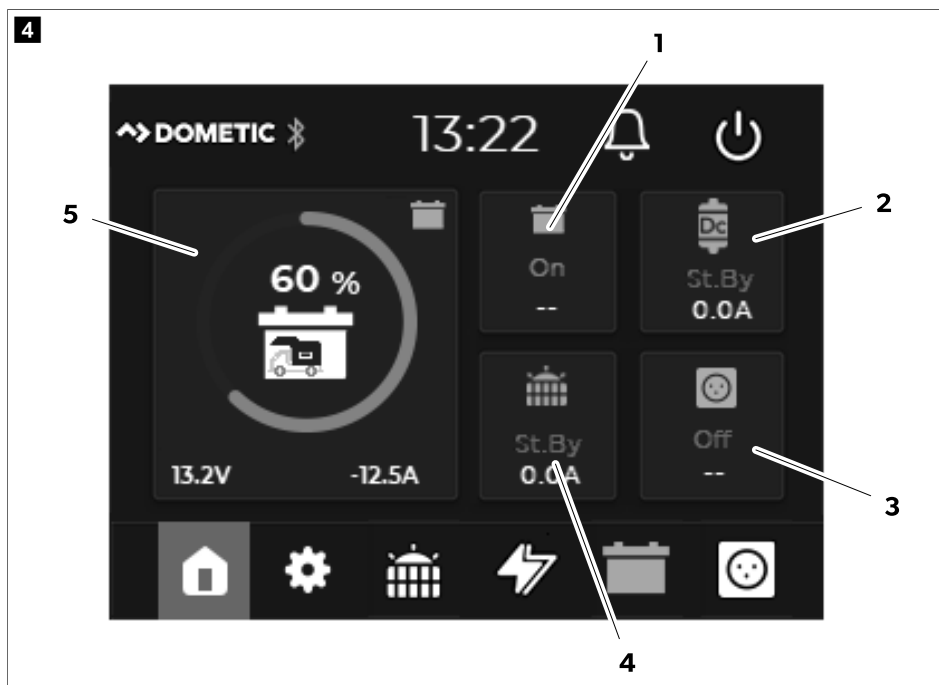 4
1
DOMETIC 13:22
5
2
60 %
On
--
Dc
St.By
0.0A
13.2V -12.5A
St.By
0.0A
Off
--
3
4